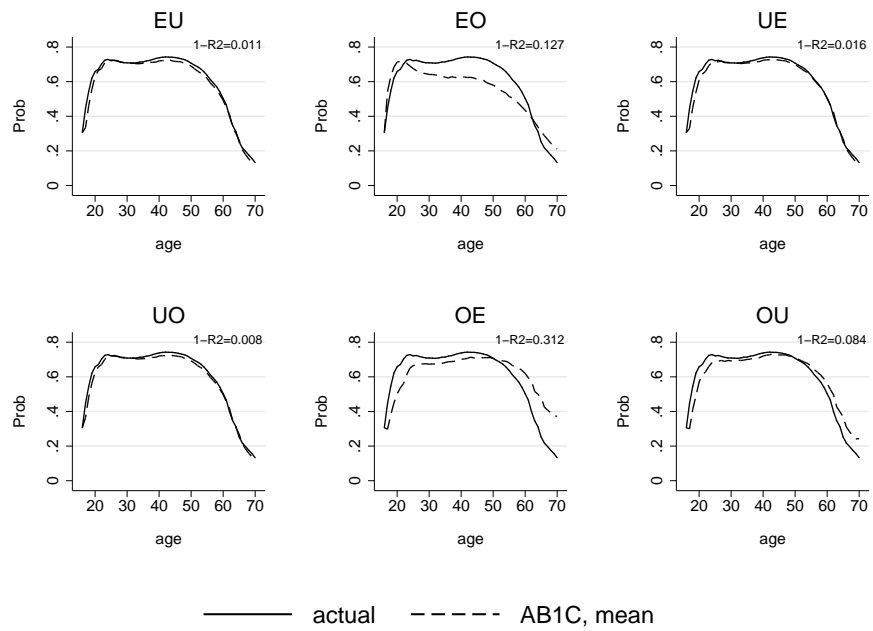 EU
1−R2=0.011
Prob
0 .2 .4 .6 .8
20 30 40 50 60 70
age
EO
1−R2=0.127
Prob
0 .2 .4 .6 .8
20 30 40 50 60 70
age
UE
1−R2=0.016
Prob
0 .2 .4 .6 .8
20 30 40 50 60 70
age
UO
1−R2=0.008
Prob
0 .2 .4 .6 .8
20 30 40 50 60 70
age
OE
1−R2=0.312
Prob
0 .2 .4 .6 .8
20 30 40 50 60 70
age
OU
1−R2=0.084
Prob
0 .2 .4 .6 .8
20 30 40 50 60 70
age
actual AB1C, mean